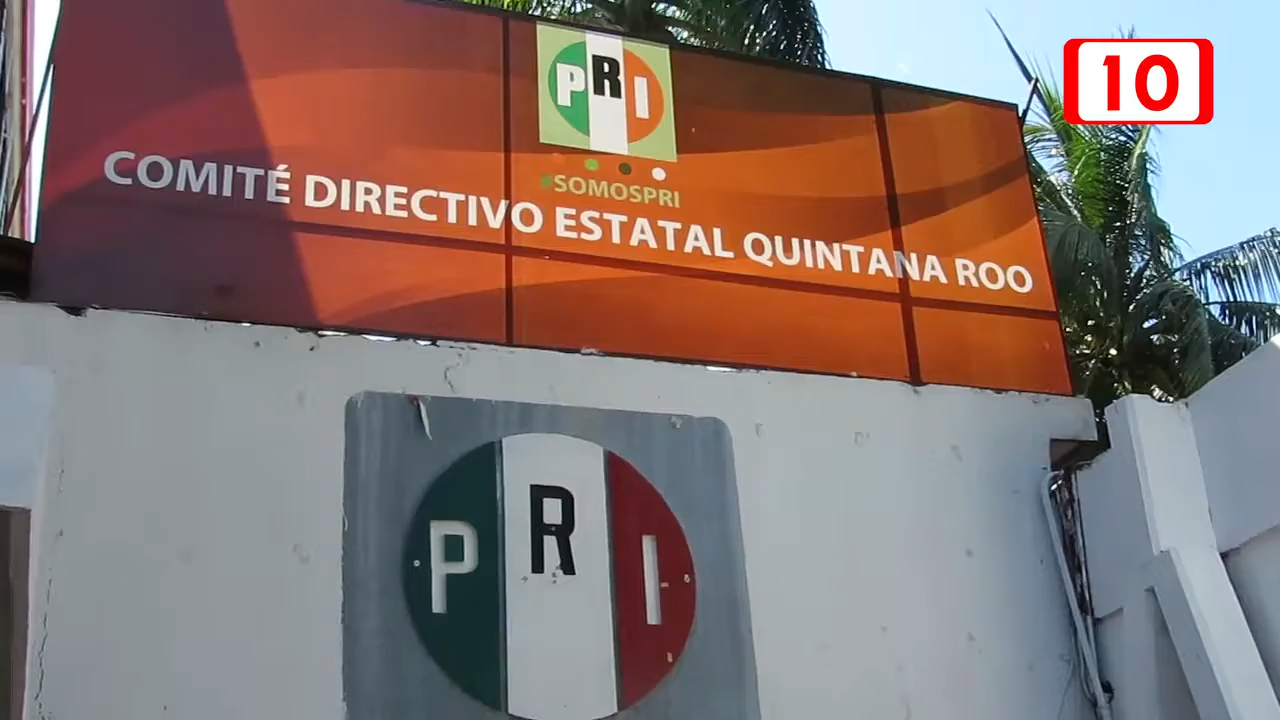 10
PRI
#SOMOSPRI
COMITÉ DIRECTIVO ESTATAL QUINTANA ROO
PRI